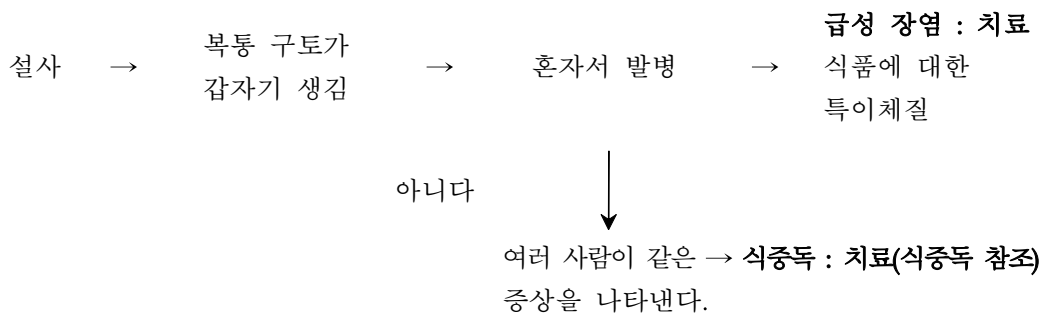 설사 → 복통 구토가 갑자기 생김 → 혼자서 발병 → 급성 장염 : 치료
식품에 대한
특이체질
아니다
여러 사람이 같은 → 식중독 : 치료(식중독 참조)
증상을 나타낸다.